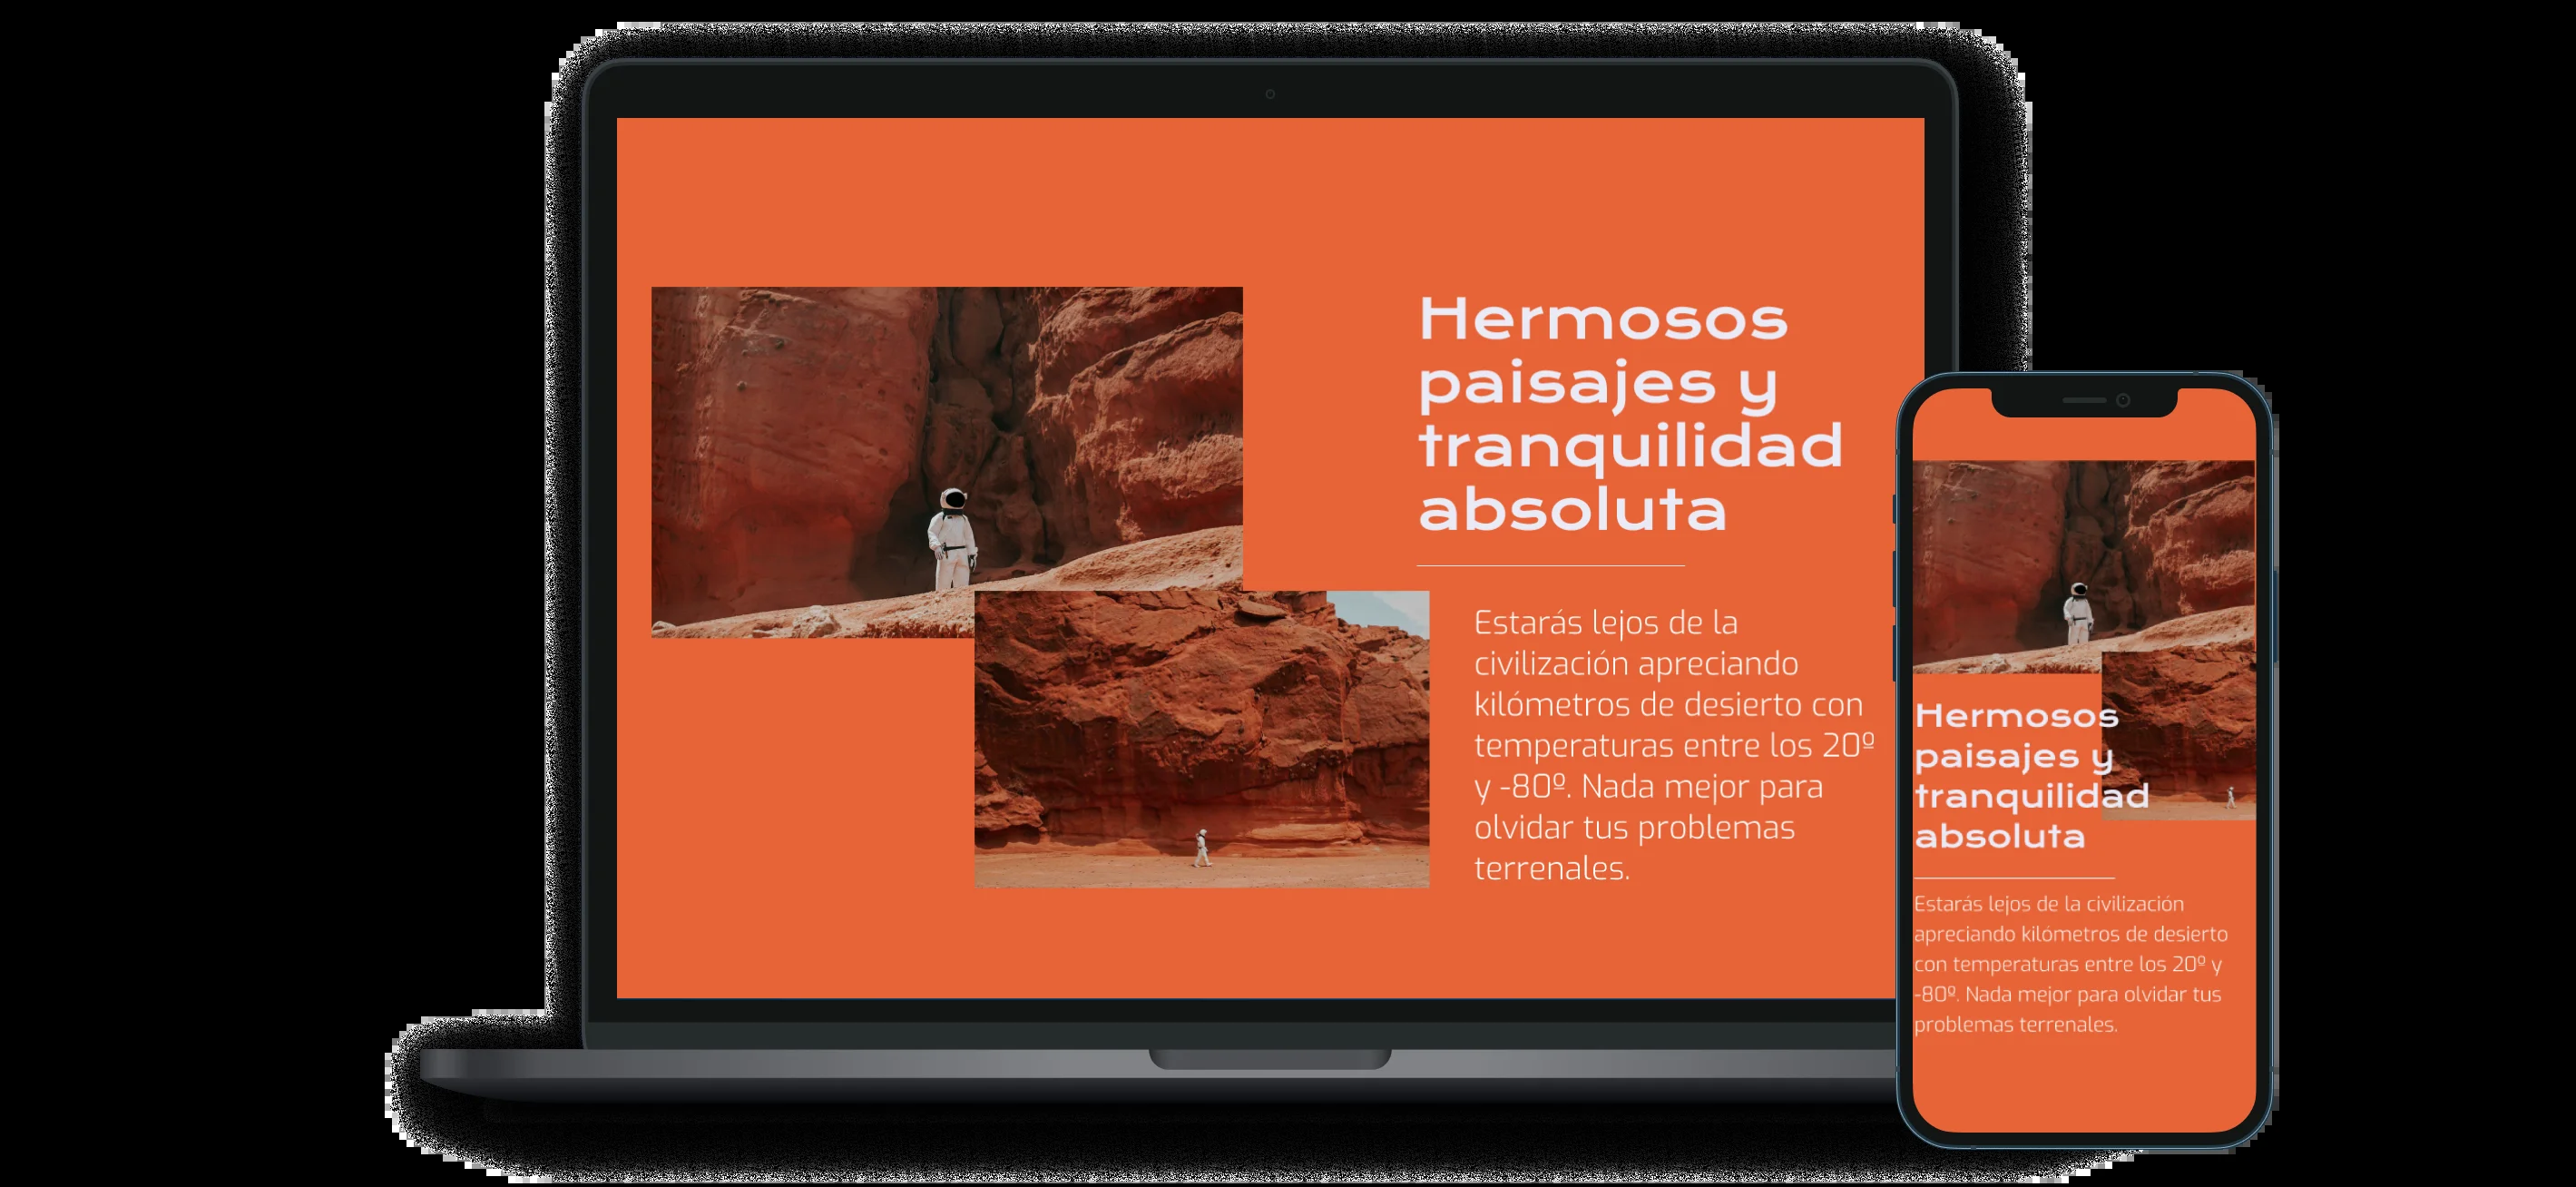 Hermosos
paisajes y
tranquilidad
absoluta
Estarás lejos de la
civilización apreciando
kilómetros de desierto con
temperaturas entre los 20º
y -80º. Nada mejor para
olvidar tus problemas
terrenales.
Hermosos
paisajes y
tranquilidad
absoluta
Estarás lejos de la civilización
apreciando kilómetros de desierto
con temperaturas entre los 20º y
-80º. Nada mejor para olvidar tus
problemas terrenales.